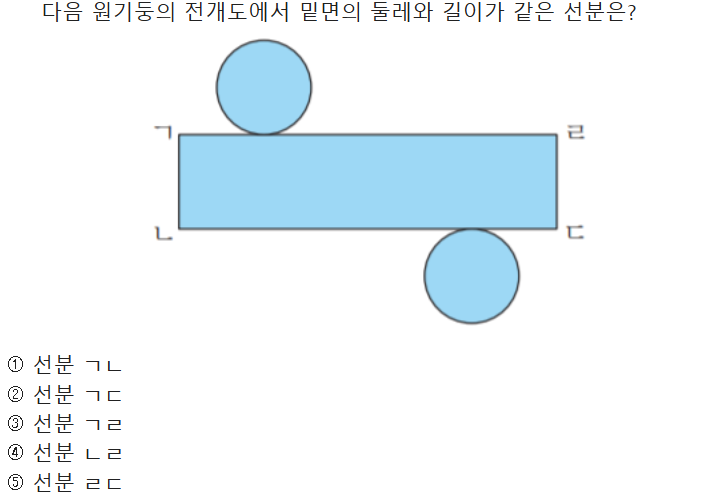 다음 원기둥의 전개도에서 밑면의 둘레와 길이가 같은 선분은?
ㄱ ㄹ
ㄴ ㄷ
① 선분 ㄱㄴ
② 선분 ㄱㄷ
③ 선분 ㄱㄹ
④ 선분 ㄴㄹ
⑤ 선분 ㄹㄷ